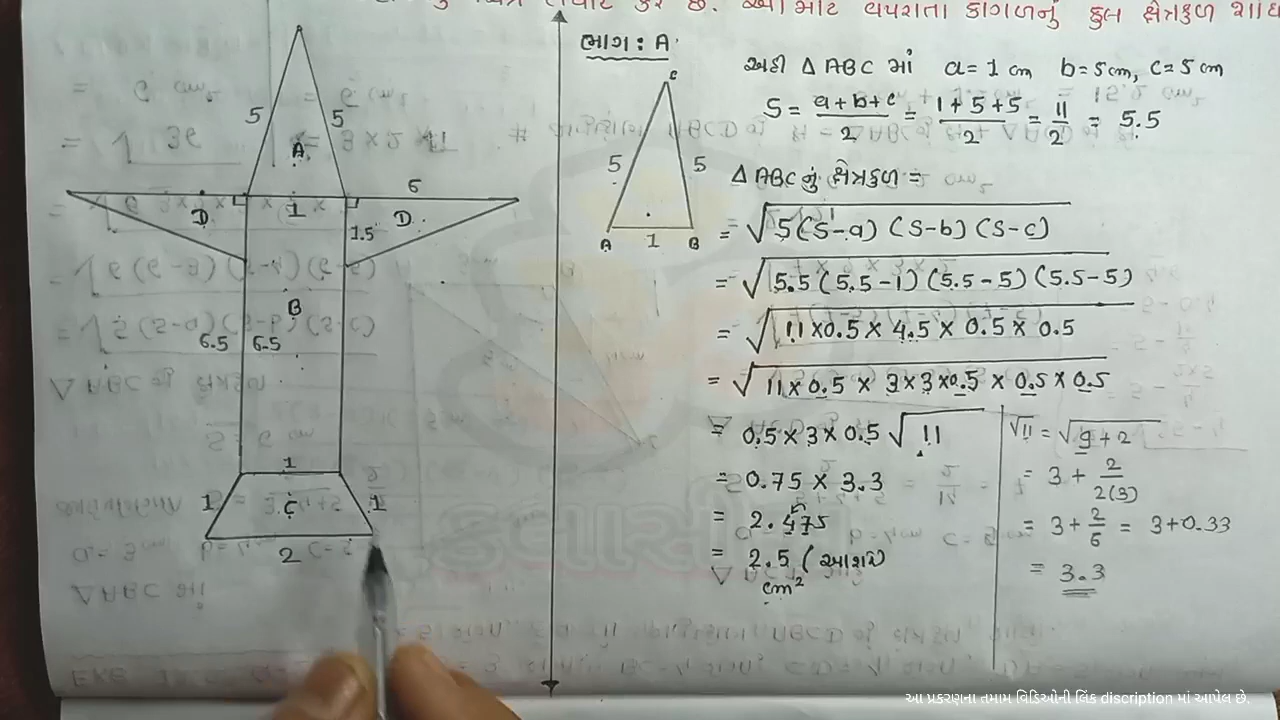 વપરાતા કાગળનું કુલ ક્ષેત્રફળ
5
5
A
6
D
1
D
1.5
B
6.5
6.5
1
1
C
1
2
ભાગ: A
C
5
5
A
1
B
અહીં △ ABC માં a = 1 cm b = 5 cm, c = 5 cm
S = a+b+c/2 = 1+5+5/2 = 11/2 = 5.5
△ ABC નું ક્ષેત્રફળ =
= √S(S-a)(S-b)(S-c)
= √5.5(5.5-1)(5.5-5)(5.5-5)
= √11×0.5×4.5×0.5×0.5
= √11×0.5×3×3×0.5×0.5×0.5
= 0.5×3×0.5√11
= 0.75 × 3.3
= 2.475
= 2.5 (આશરે
cm²
√11 = √9+2
= 3 + 2/2(3)
= 3 + 2/6 = 3+0.33
= 3.3
આ પ્રકરણના તમામ વિડિઓની લિંક discription માં આપેલ છે.